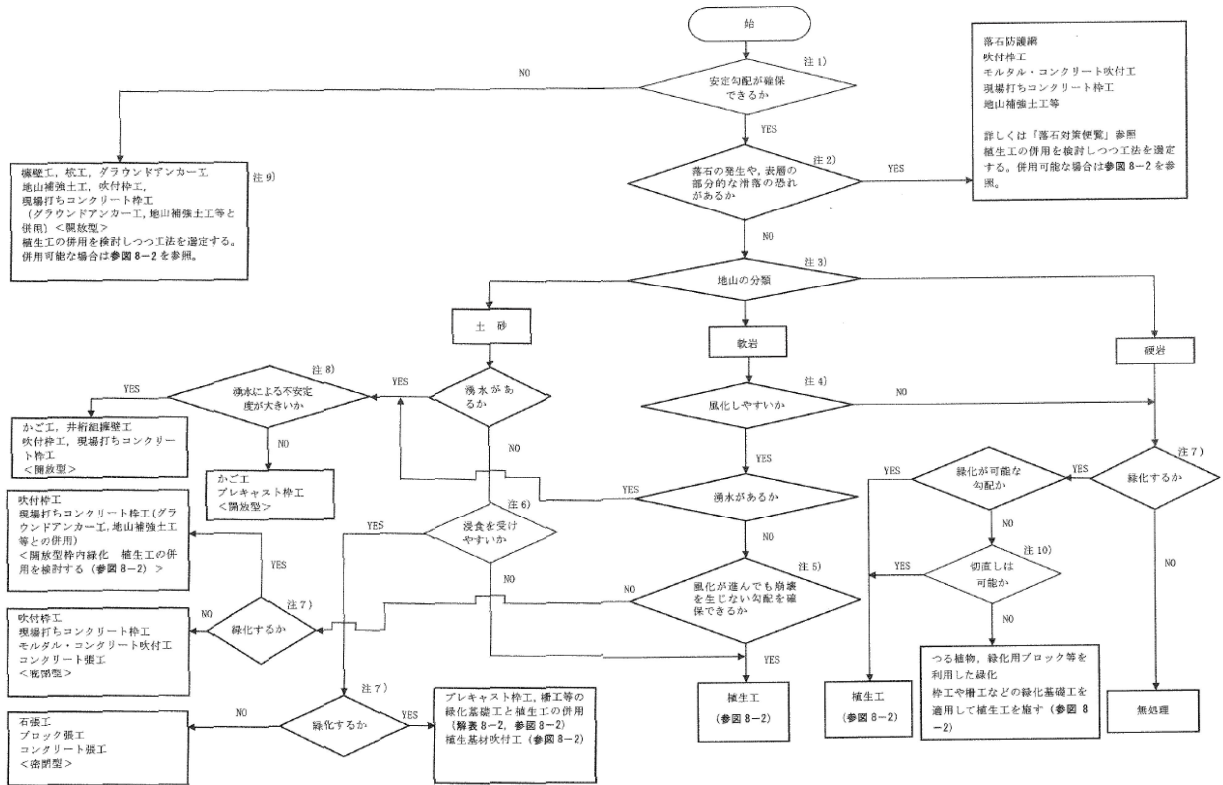 始
注1)
安定勾配が確保
できるか
NO
YES
落石防護網
吹付枠工
モルタル・コンクリート吹付工
現場打ちコンクリート枠工
地山補強土工等
詳しくは「落石対策便覧」参照
植生工の併用を検討しつつ工法を選定
する。併用可能な場合は参図8-2を参
照。
注2)
落石の発生や,表層の
部分的な滑落の恐れ
があるか
YES
NO
擁壁工,杭工,グラウンドアンカー工
地山補強土工,吹付枠工,
現場打ちコンクリート枠工
(グラウンドアンカー工,地山補強土工等と
併用)<開放型>
植生工の併用を検討しつつ工法を選定する。
併用可能な場合は参図8-2を参照。
注9)
注3)
地山の分類
土 砂
軟岩
硬岩
注8)
湧水による不安定
度が大きいか
YES
YES
湧水があ
るか
注4)
風化しやすいか
NO
かご工,井桁組擁壁工
吹付枠工,現場打ちコンクリー
ト枠工
<開放型>
NO
かご工
プレキャスト枠工
<開放型>
NO
YES
湧水があるか
YES
NO
注7)
緑化するか
YES
緑化が可能な
勾配か
YES
NO
NO
吹付枠工
現場打ちコンクリート枠工(グラ
ウンドアンカー工,地山補強土工
等との併用)
<開放型枠内緑化 植生工の併
用を検討する(参図8-2)>
YES
注6)
浸食を受け
やすいか
YES
注5)
風化が進んでも崩壊
を生じない勾配を確
保できるか
NO
YES
注10)
切直しは
可能か
YES
NO
吹付枠工
現場打ちコンクリート枠工
モルタル・コンクリート吹付工
コンクリート張工
<密閉型>
NO
注7)
緑化するか
石張工
ブロック張工
コンクリート張工
<密閉型>
NO
注7)
緑化するか
YES
プレキャスト枠工,柵工等の
緑化基礎工と植生工の併用
(解表8-2,参図8-2)
植生基材吹付工(参図8-2)
植生工
(参図8-2)
植生工
(参図8-2)
つる植物,緑化用ブロック等を
利用した緑化
枠工や柵工などの緑化基礎工を
適用して植生工を施す(参図8
-2)
無処理